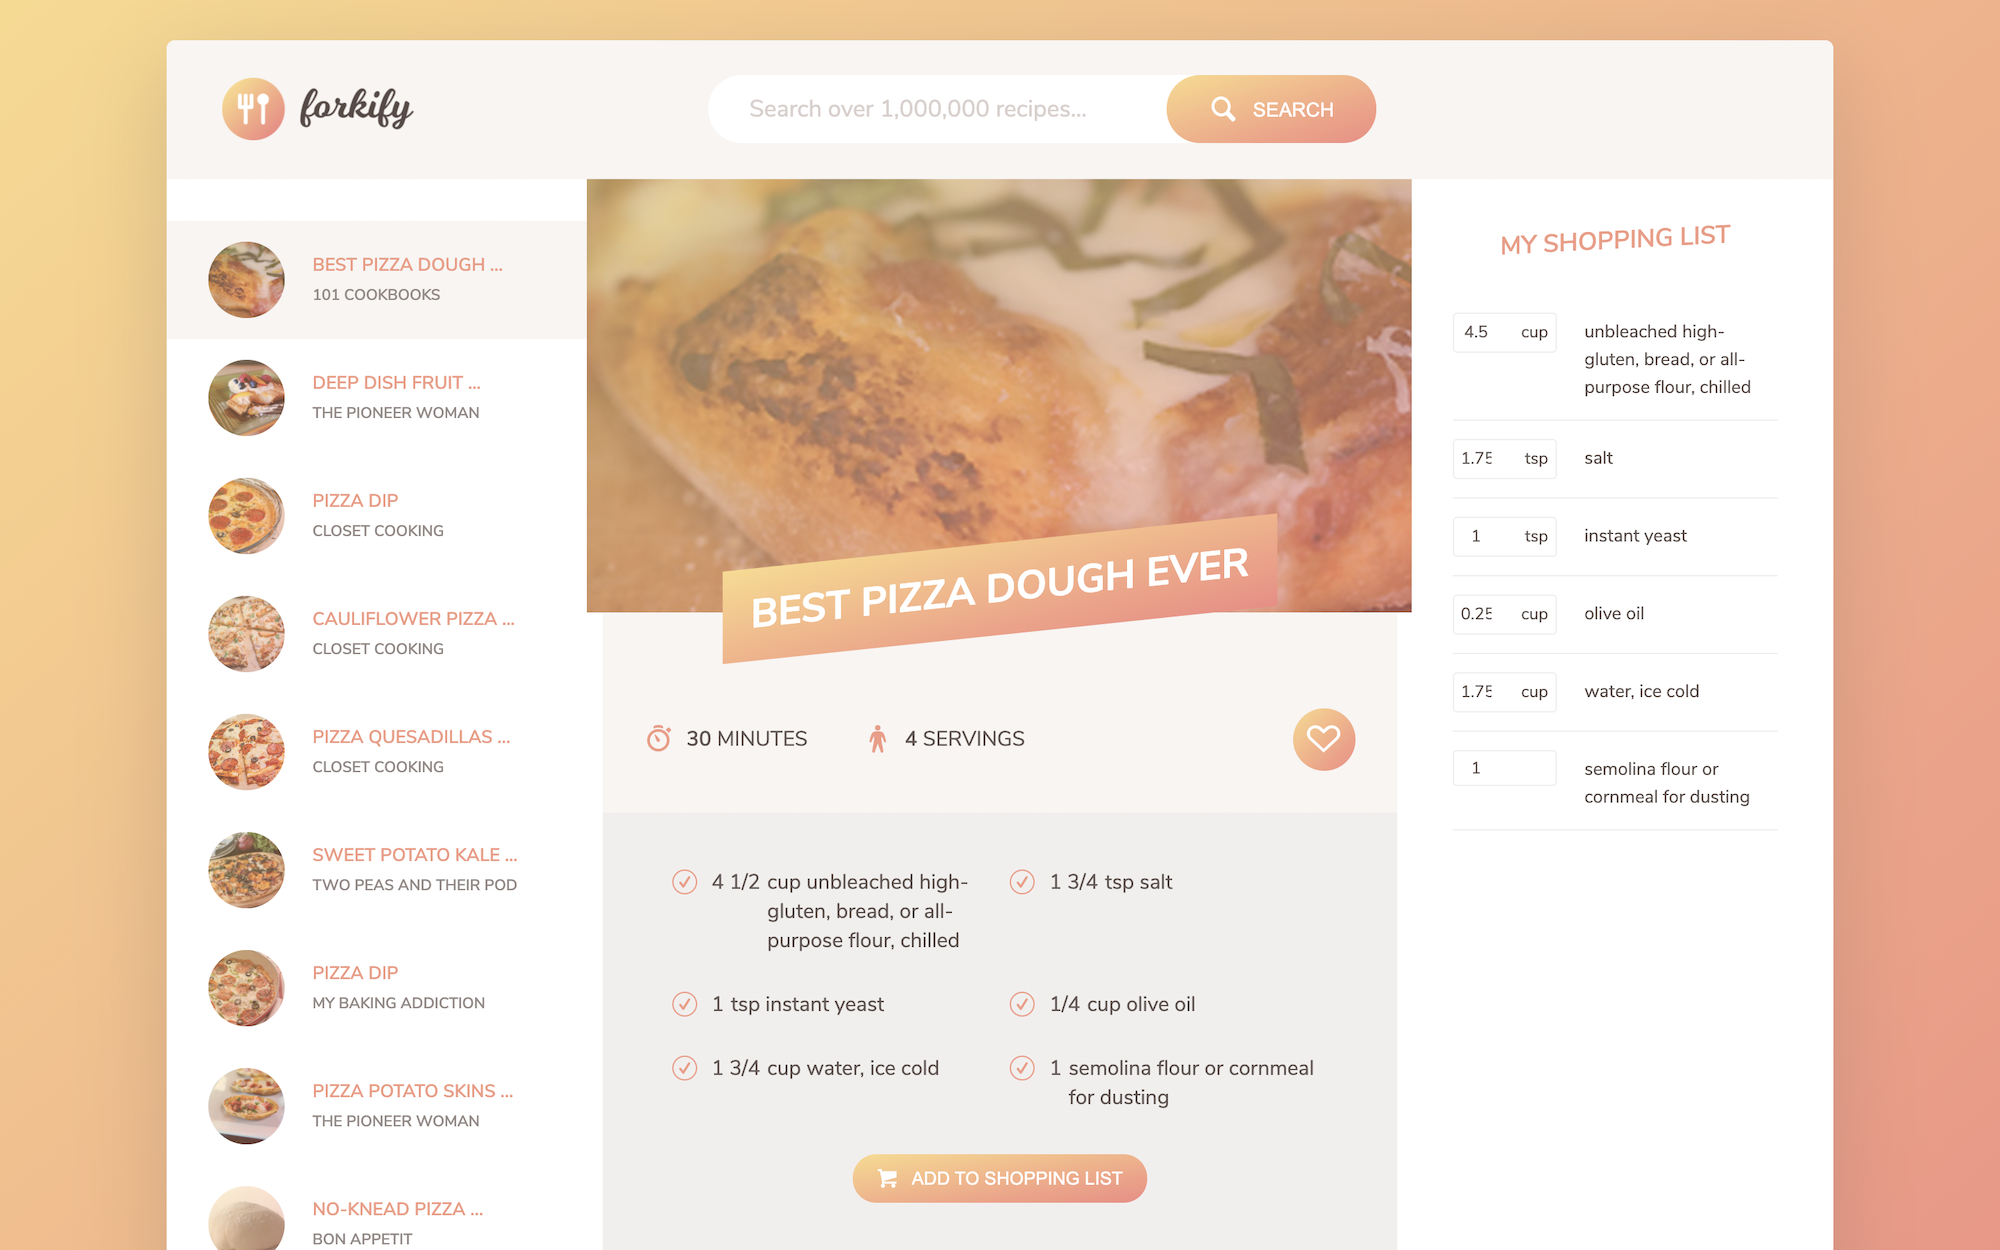 forkify
Search over 1,000,000 recipes...
SEARCH
BEST PIZZA DOUGH ...
101 COOKBOOKS
DEEP DISH FRUIT ...
THE PIONEER WOMAN
PIZZA DIP
CLOSET COOKING
CAULIFLOWER PIZZA ...
CLOSET COOKING
PIZZA QUESADILLAS ...
CLOSET COOKING
SWEET POTATO KALE ...
TWO PEAS AND THEIR POD
PIZZA DIP
MY BAKING ADDICTION
PIZZA POTATO SKINS ...
THE PIONEER WOMAN
NO-KNEAD PIZZA ...
BON APPETIT
BEST PIZZA DOUGH EVER
30 MINUTES
4 SERVINGS
4 1/2 cup unbleached high-
gluten, bread, or all-
purpose flour, chilled
1 3/4 tsp salt
1 tsp instant yeast
1/4 cup olive oil
1 3/4 cup water, ice cold
1 semolina flour or cornmeal
for dusting
ADD TO SHOPPING LIST
MY SHOPPING LIST
4.5 cup unbleached high-
gluten, bread, or all-
purpose flour, chilled
1.75 tsp salt
1 tsp instant yeast
0.25 cup olive oil
1.75 cup water, ice cold
1 semolina flour or
cornmeal for dusting